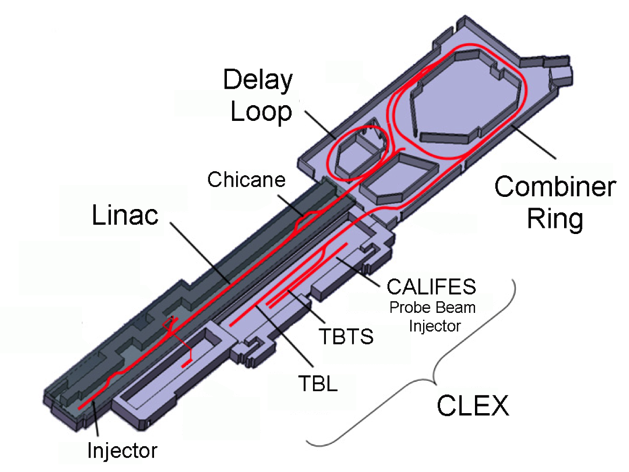 Delay
Loop
Chicane
Linac
Combiner
Ring
CALIFES
Probe Beam
Injector
TBTS
TBL
CLEX
Injector